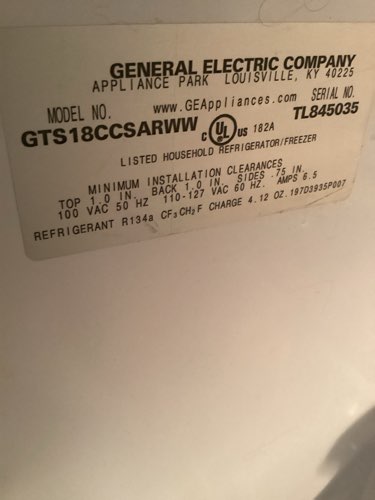 GENERAL ELECTRIC COMPANY
APPLIANCE PARK LOUISVILLE, KY 40225
www.GEAppliances.com
MODEL NO.
SERIAL NO.
GTS18CCSARWW
c UL us 182A
TL845035
LISTED HOUSEHOLD REFRIGERATOR/FREEZER
MINIMUM INSTALLATION CLEARANCES
TOP 1.0 IN. BACK 1.0 IN. SIDES .75 IN.
100 VAC 50 HZ 110-127 VAC 60 HZ. AMPS 6.5
REFRIGERANT R134a CF3CH2F CHARGE 4.12 OZ.197D3935P007